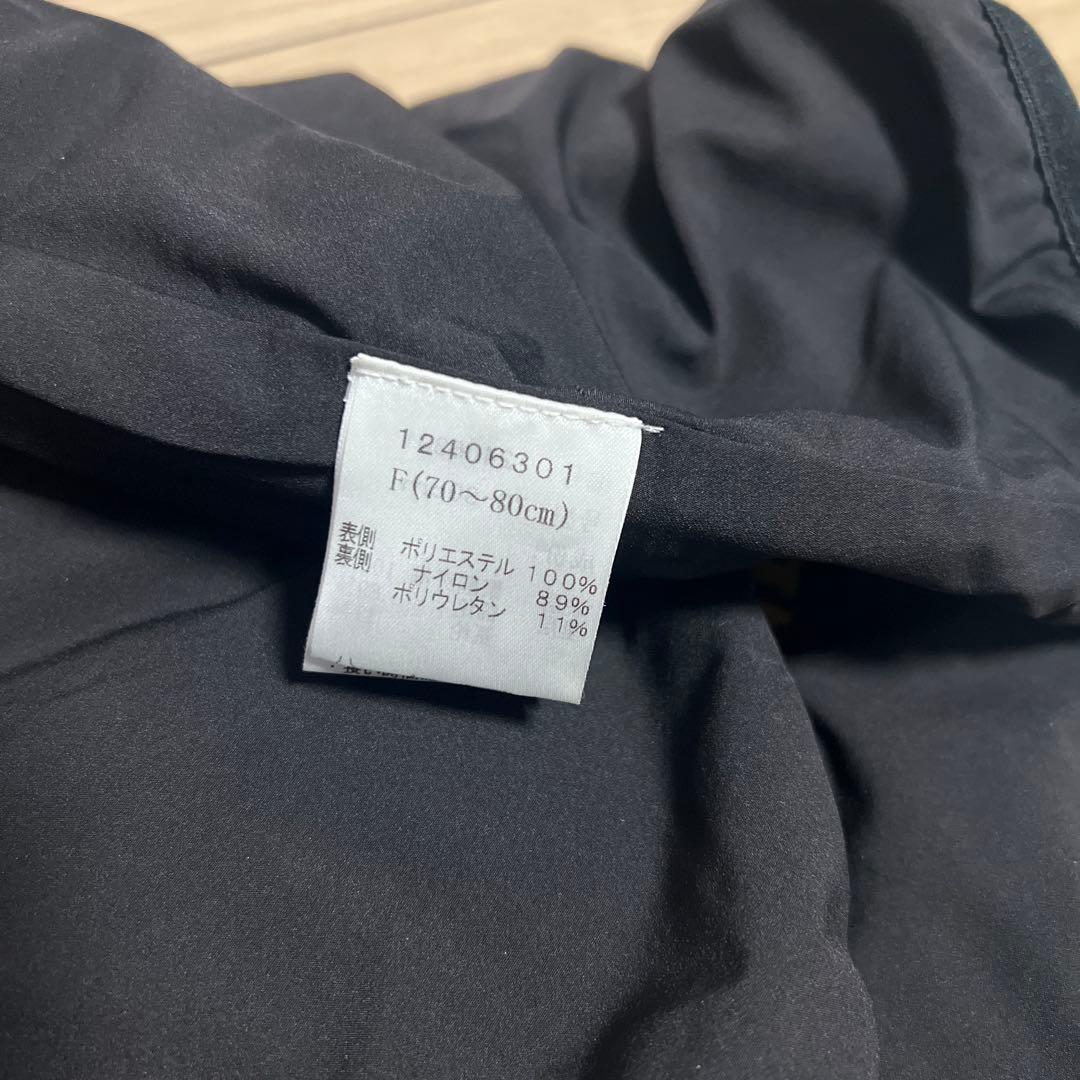 12406301
F(70～80cm)
表側 ポリエステル 100%
裏側 ナイロン 89%
ポリウレタン 11%